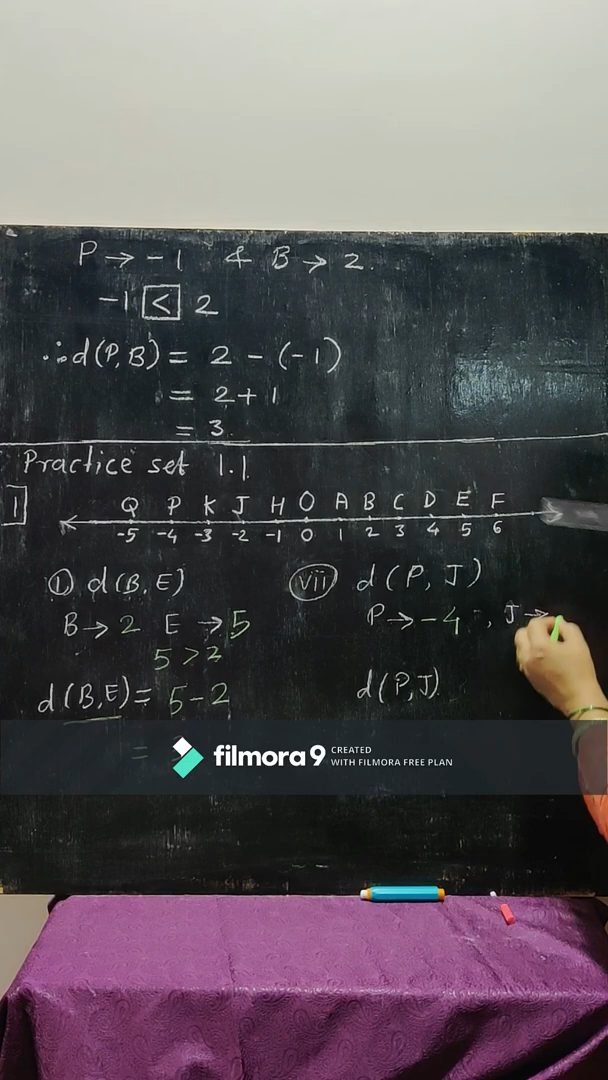 P → -1 & B → 2.
-1 < 2
∴ d(P, B) = 2 - (-1)
= 2 + 1
= 3.
Practice set 1.1
1
Q P K J H O A B C D E F
-5 -4 -3 -2 -1 0 1 2 3 4 5 6
① d(B, E)
B → 2 E → 5
5 > 2
d(B, E) = 5 - 2
=
(vii) d(P, J)
P → -4 , J →
d(P, J)
filmora9 CREATED WITH FILMORA FREE PLAN